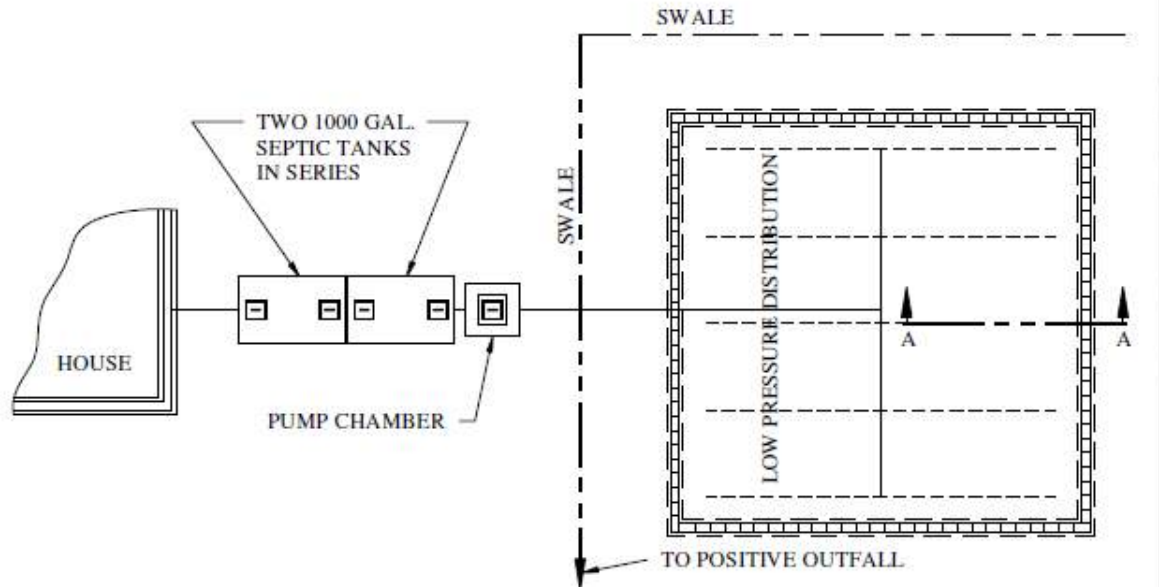 SWALE
TWO 1000 GAL.
SEPTIC TANKS
IN SERIES
SWALE
LOW PRESSURE DISTRIBUTION
HOUSE
A
A
PUMP CHAMBER
TO POSITIVE OUTFALL